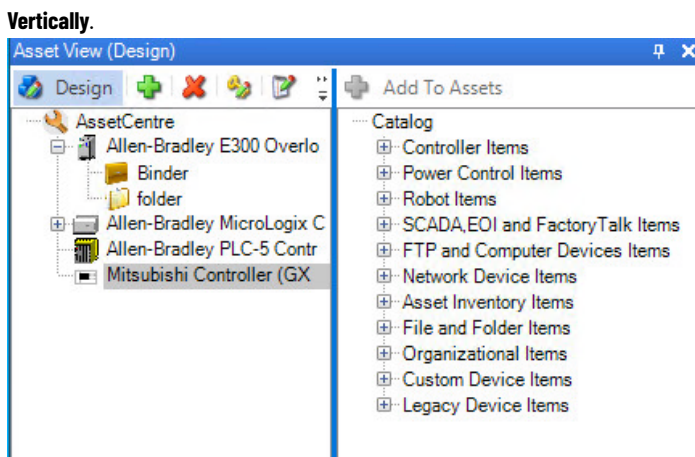 Vertically.
Asset View (Design)
Design
Add To Assets
AssetCentre
Allen-Bradley E300 Overlo
Binder
folder
Allen-Bradley MicroLogix C
Allen-Bradley PLC-5 Contr
Mitsubishi Controller (GX
Catalog
Controller Items
Power Control Items
Robot Items
SCADA,EOI and FactoryTalk Items
FTP and Computer Devices Items
Network Device Items
Asset Inventory Items
File and Folder Items
Organizational Items
Custom Device Items
Legacy Device Items